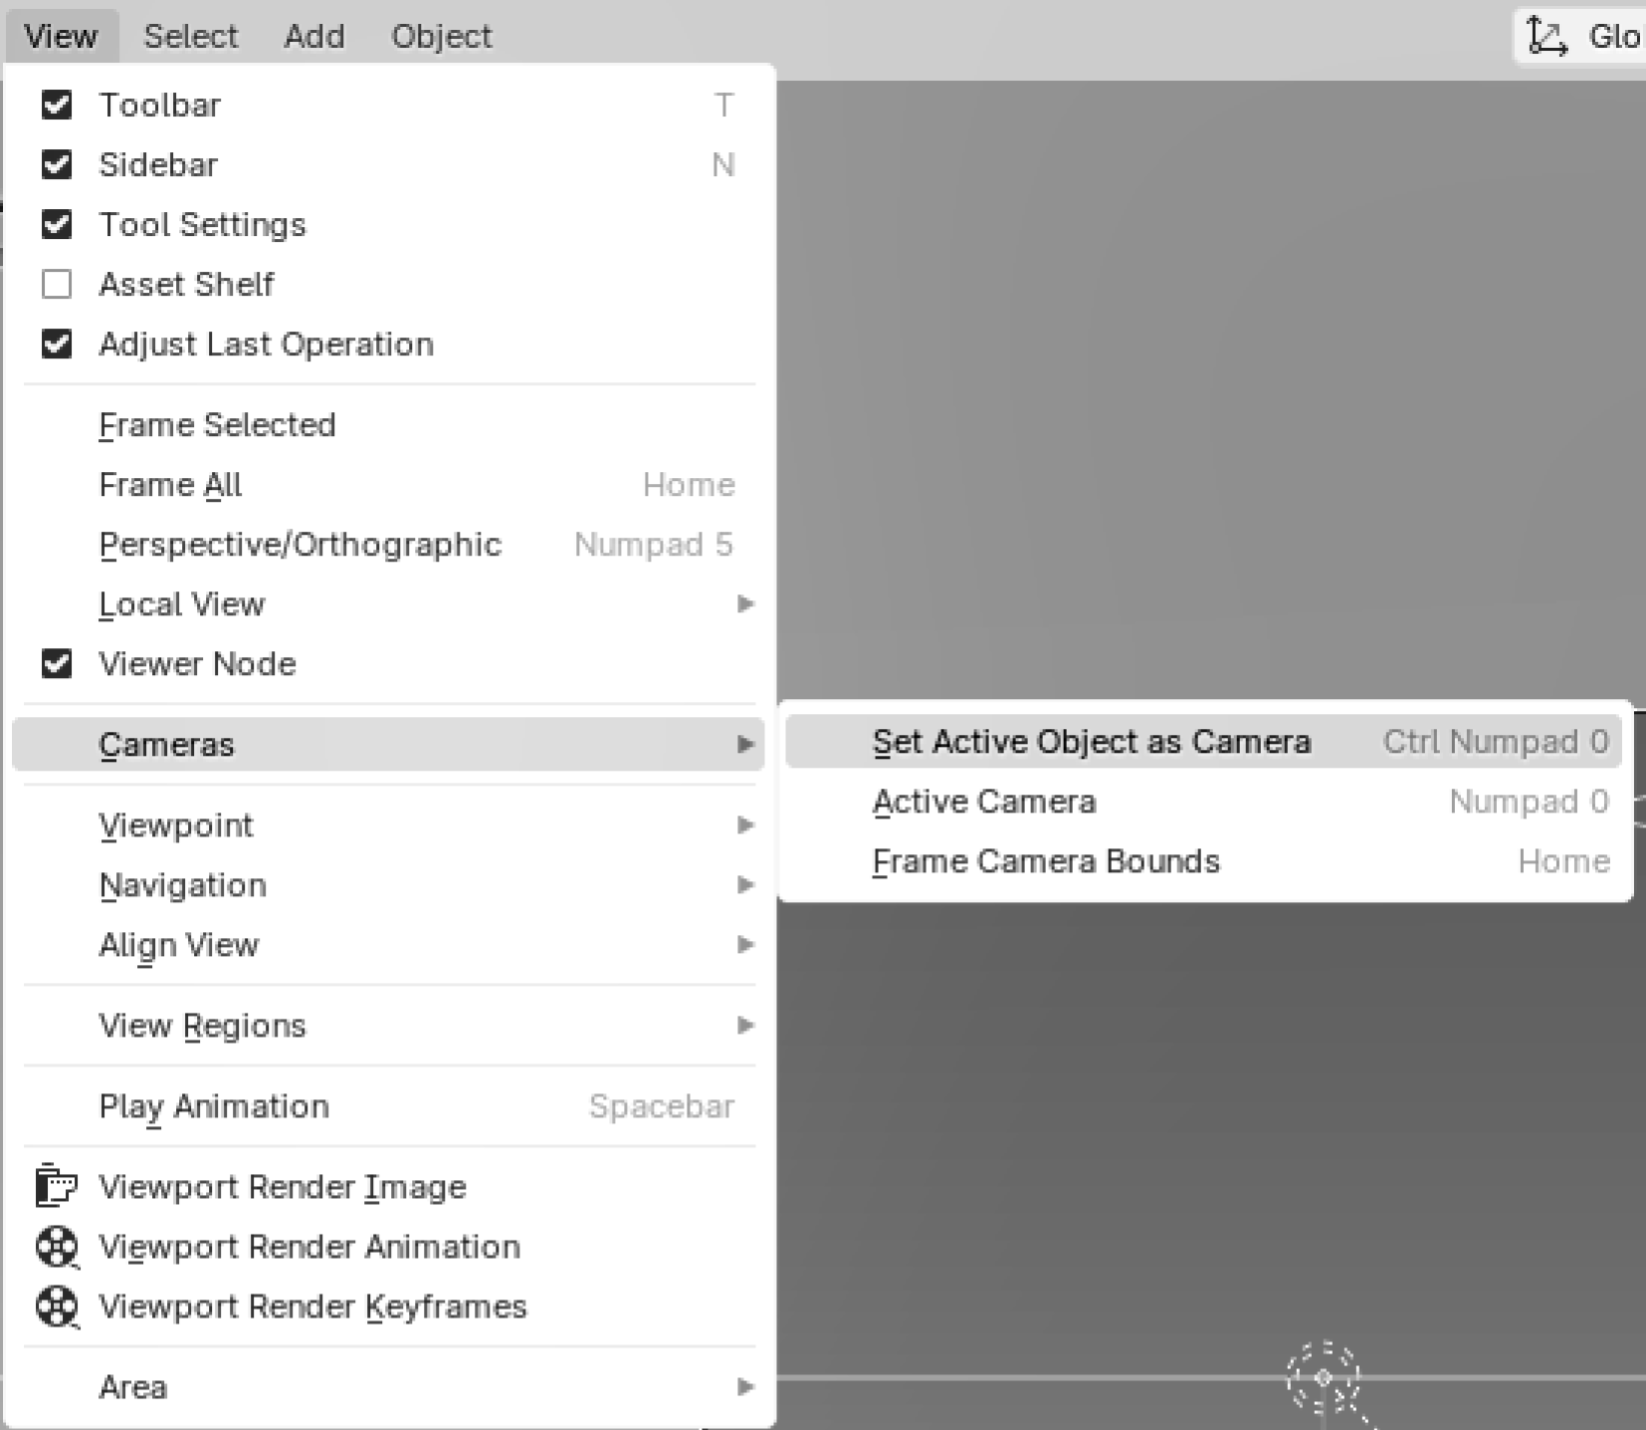 View Select Add Object Glo
Toolbar T
Sidebar N
Tool Settings
Asset Shelf
Adjust Last Operation
Frame Selected
Frame All Home
Perspective/Orthographic Numpad 5
Local View
Viewer Node
Cameras
Set Active Object as Camera Ctrl Numpad 0
Active Camera Numpad 0
Frame Camera Bounds Home
Viewpoint
Navigation
Align View
View Regions
Play Animation Spacebar
Viewport Render Image
Viewport Render Animation
Viewport Render Keyframes
Area